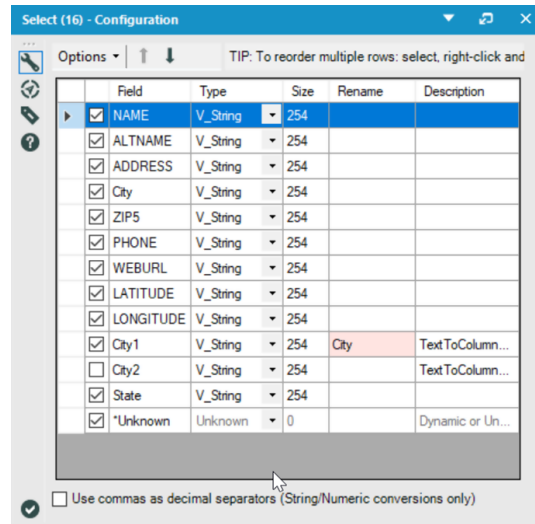 Select (16) - Configuration
Options TIP: To reorder multiple rows: select, right-click and
Field Type Size Rename Description
NAME V_String 254
ALTNAME V_String 254
ADDRESS V_String 254
City V_String 254
ZIP5 V_String 254
PHONE V_String 254
WEBURL V_String 254
LATITUDE V_String 254
LONGITUDE V_String 254
City1 V_String 254 City TextToColumn...
City2 V_String 254 TextToColumn...
State V_String 254
*Unknown Unknown 0 Dynamic or Un...
Use commas as decimal separators (String/Numeric conversions only)